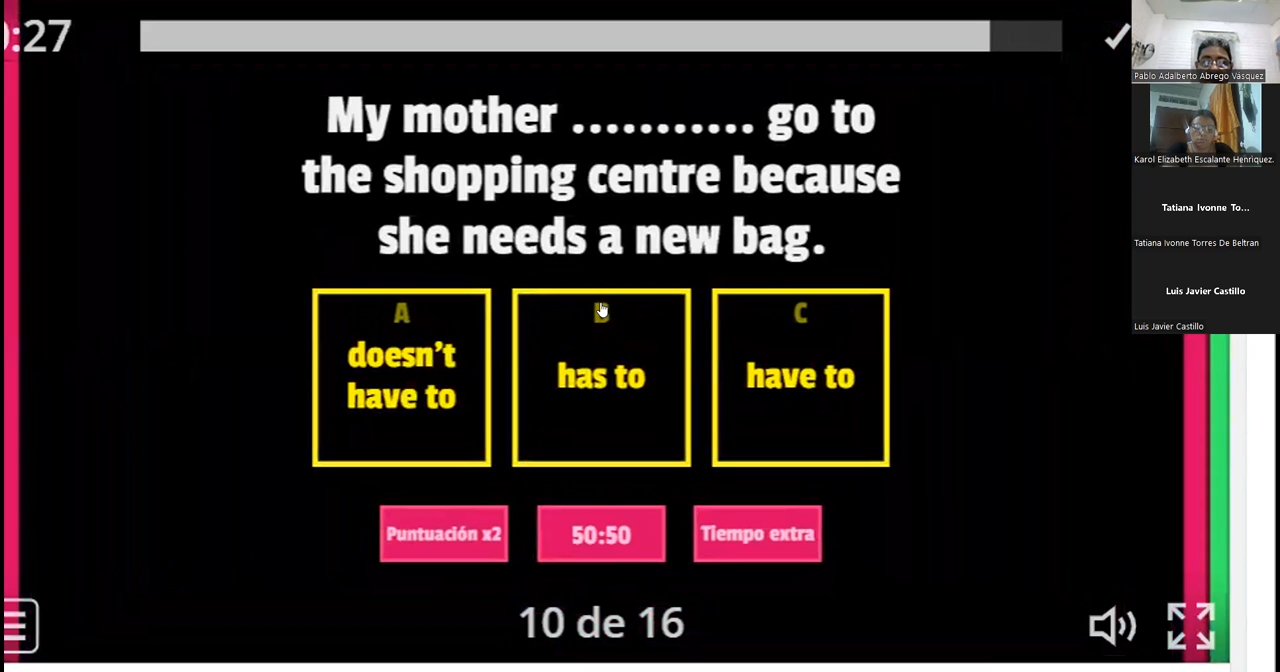 :27
My mother ........... go to
the shopping centre because
she needs a new bag.
A
doesn't
have to
B
has to
C
have to
Puntuación x2
50:50
Tiempo extra
10 de 16
Pablo Adalberto Abrego Vásquez
Karol Elizabeth Escalante Henriquez.
Tatiana Ivonne To...
Tatiana Ivonne Torres De Beltran
Luis Javier Castillo
Luis Javier Castillo